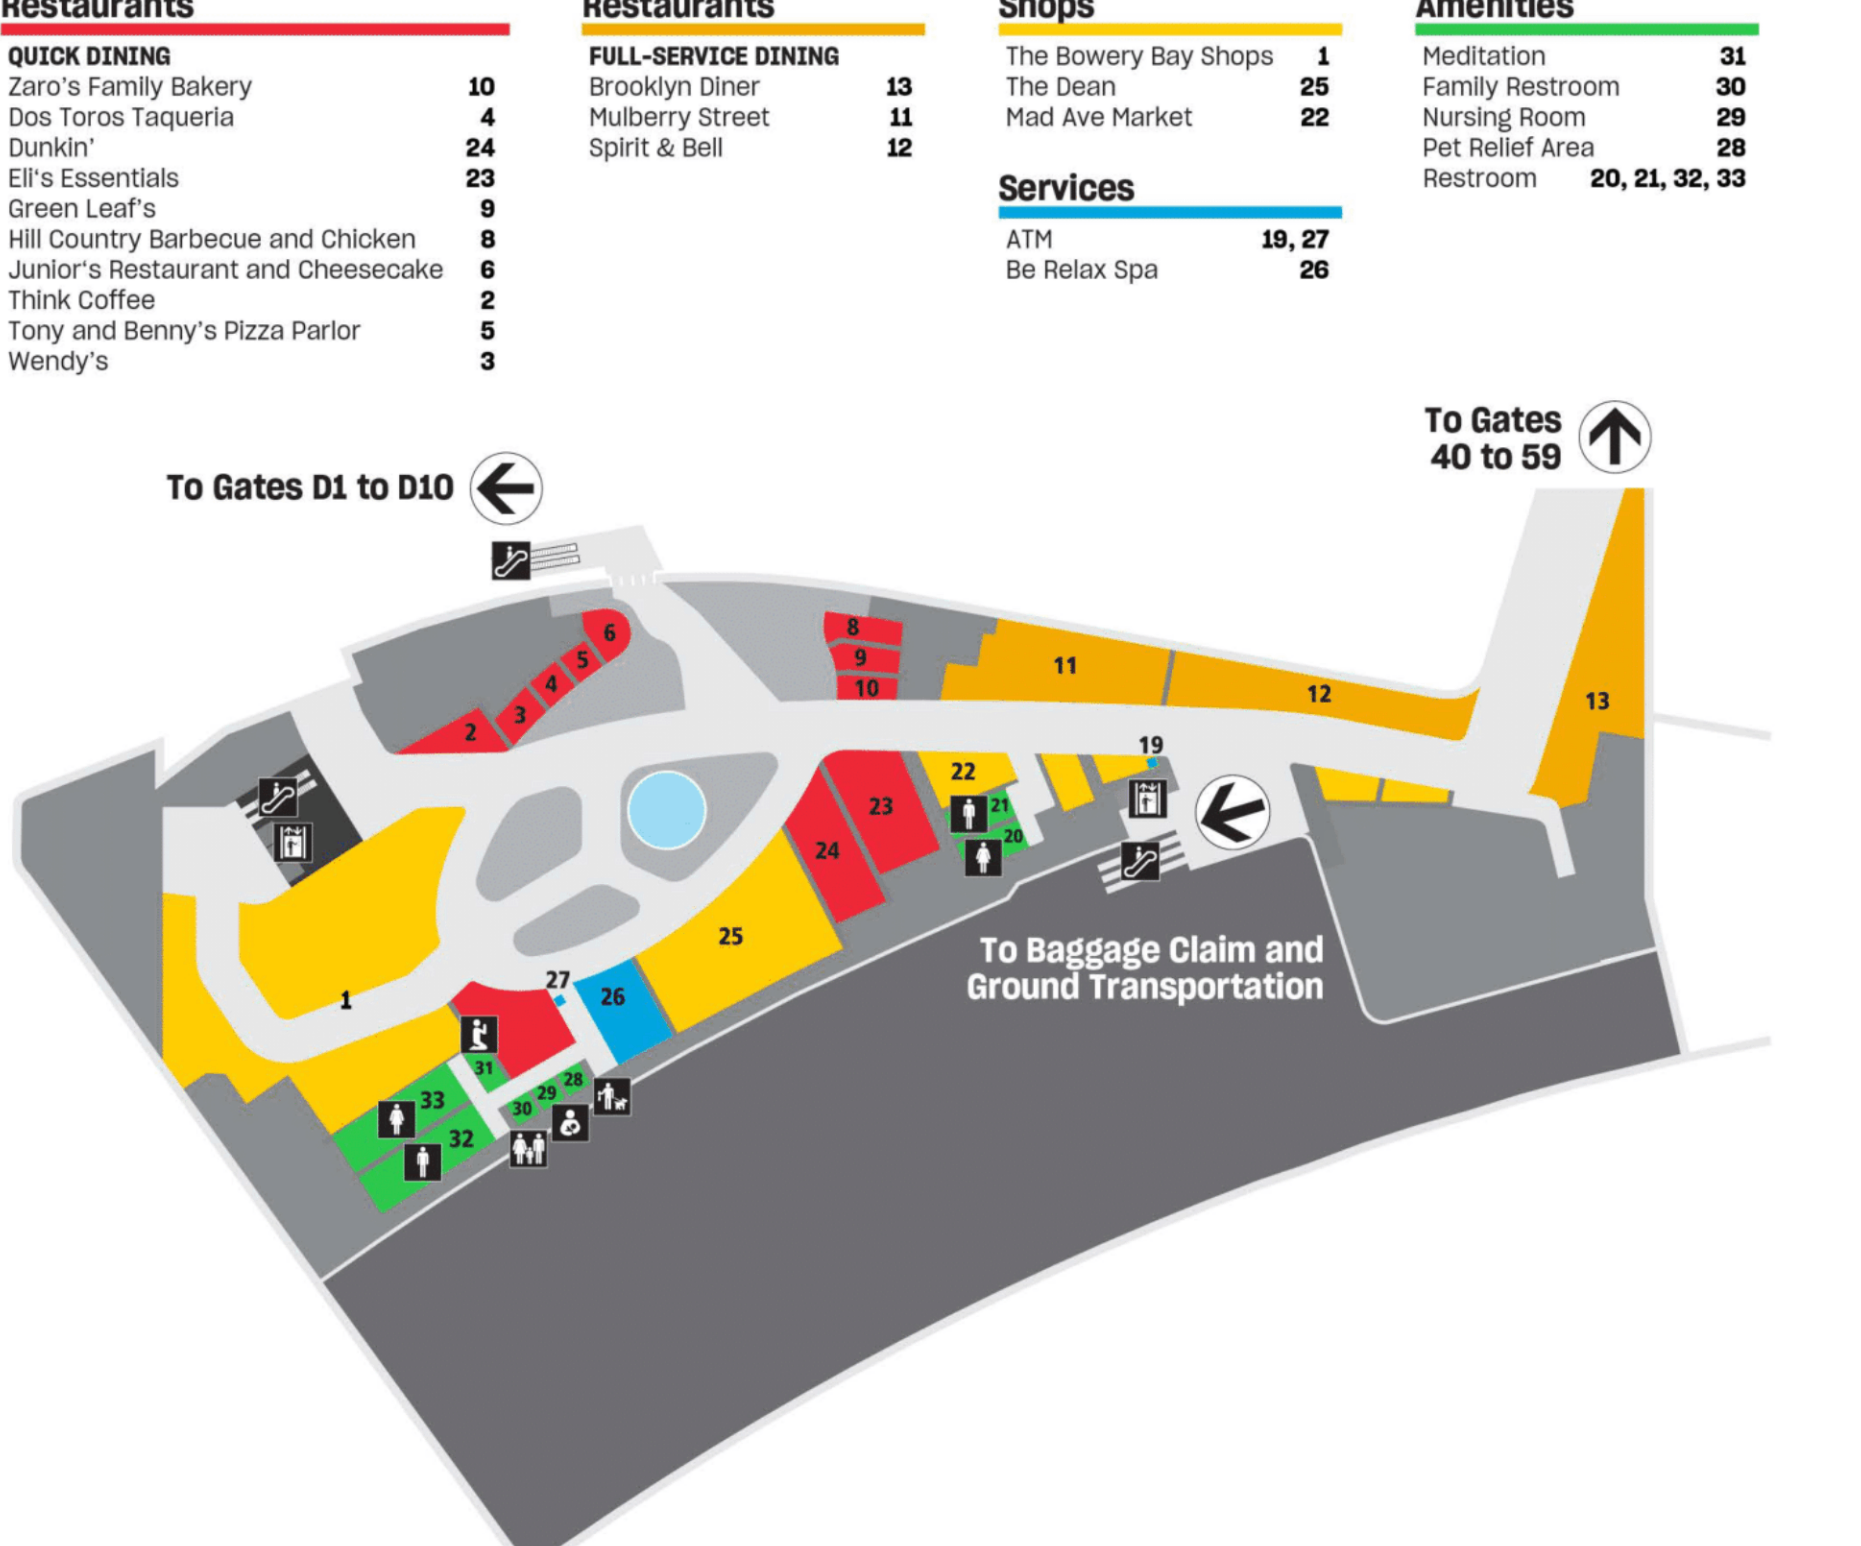 Restaurants
QUICK DINING
Zaro's Family Bakery 10
Dos Toros Taqueria 4
Dunkin' 24
Eli‘s Essentials 23
Green Leaf's 9
Hill Country Barbecue and Chicken 8
Junior‘s Restaurant and Cheesecake 6
Think Coffee 2
Tony and Benny's Pizza Parlor 5
Wendy's 3
Restaurants
FULL-SERVICE DINING
Brooklyn Diner 13
Mulberry Street 11
Spirit & Bell 12
Shops
The Bowery Bay Shops 1
The Dean 25
Mad Ave Market 22
Services
ATM 19, 27
Be Relax Spa 26
Amenities
Meditation 31
Family Restroom 30
Nursing Room 29
Pet Relief Area 28
Restroom 20, 21, 32, 33
To Gates
40 to 59
To Gates D1 to D10
6
8
5
9
11
4
10
12
13
3
2
19
22
23
21
20
24
25
27
26
1
To Baggage Claim and
Ground Transportation
31
28
29
30
33
32